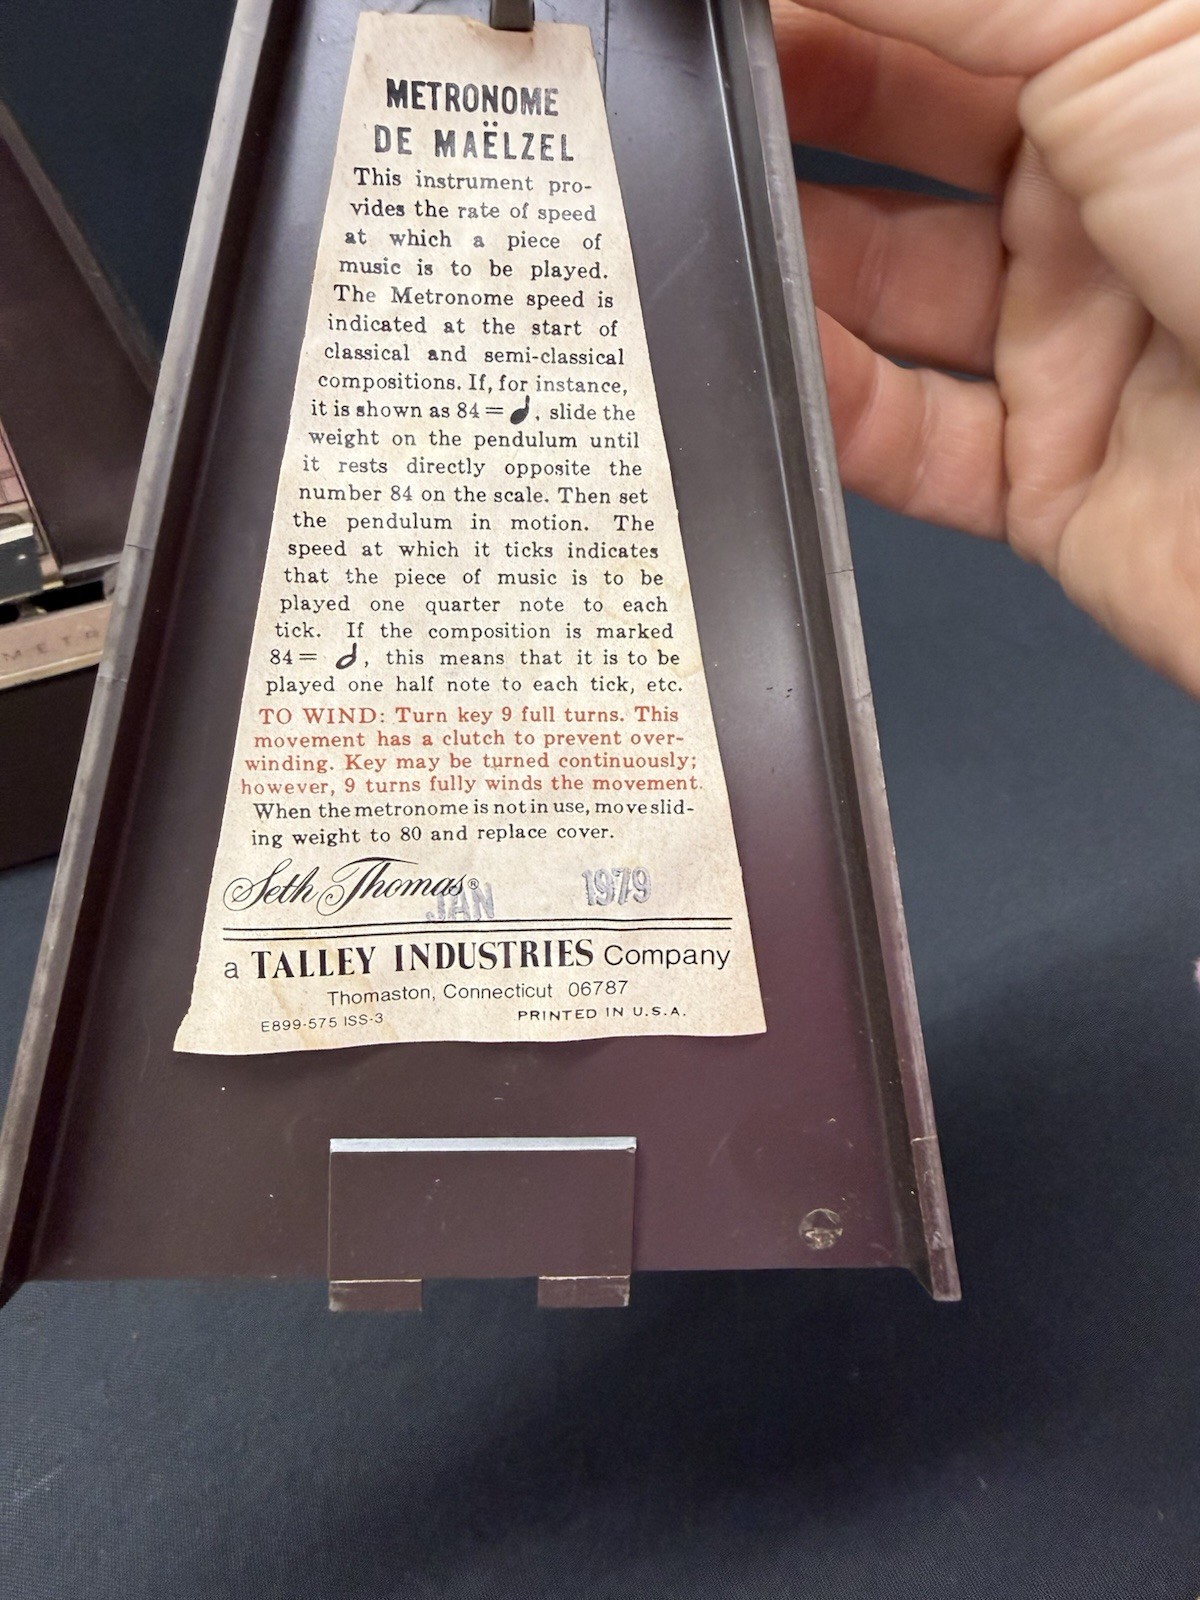 METRONOME
DE MAËLZEL
This instrument pro-
vides the rate of speed
at which a piece of
music is to be played.
The Metronome speed is
indicated at the start of
classical and semi-classical
compositions. If, for instance,
it is shown as 84 = ♩, slide the
weight on the pendulum until
it rests directly opposite the
number 84 on the scale. Then set
the pendulum in motion. The
speed at which it ticks indicates
that the piece of music is to be
played one quarter note to each
tick. If the composition is marked
84 = 𝅗𝅥, this means that it is to be
played one half note to each tick, etc.
TO WIND: Turn key 9 full turns. This
movement has a clutch to prevent over-
winding. Key may be turned continuously;
however, 9 turns fully winds the movement.
When the metronome is not in use, move slid-
ing weight to 80 and replace cover.
Seth Thomas®
JAN 1979
a TALLEY INDUSTRIES Company
Thomaston, Connecticut 06787
E899-575 ISS-3 PRINTED IN U.S.A.
METR